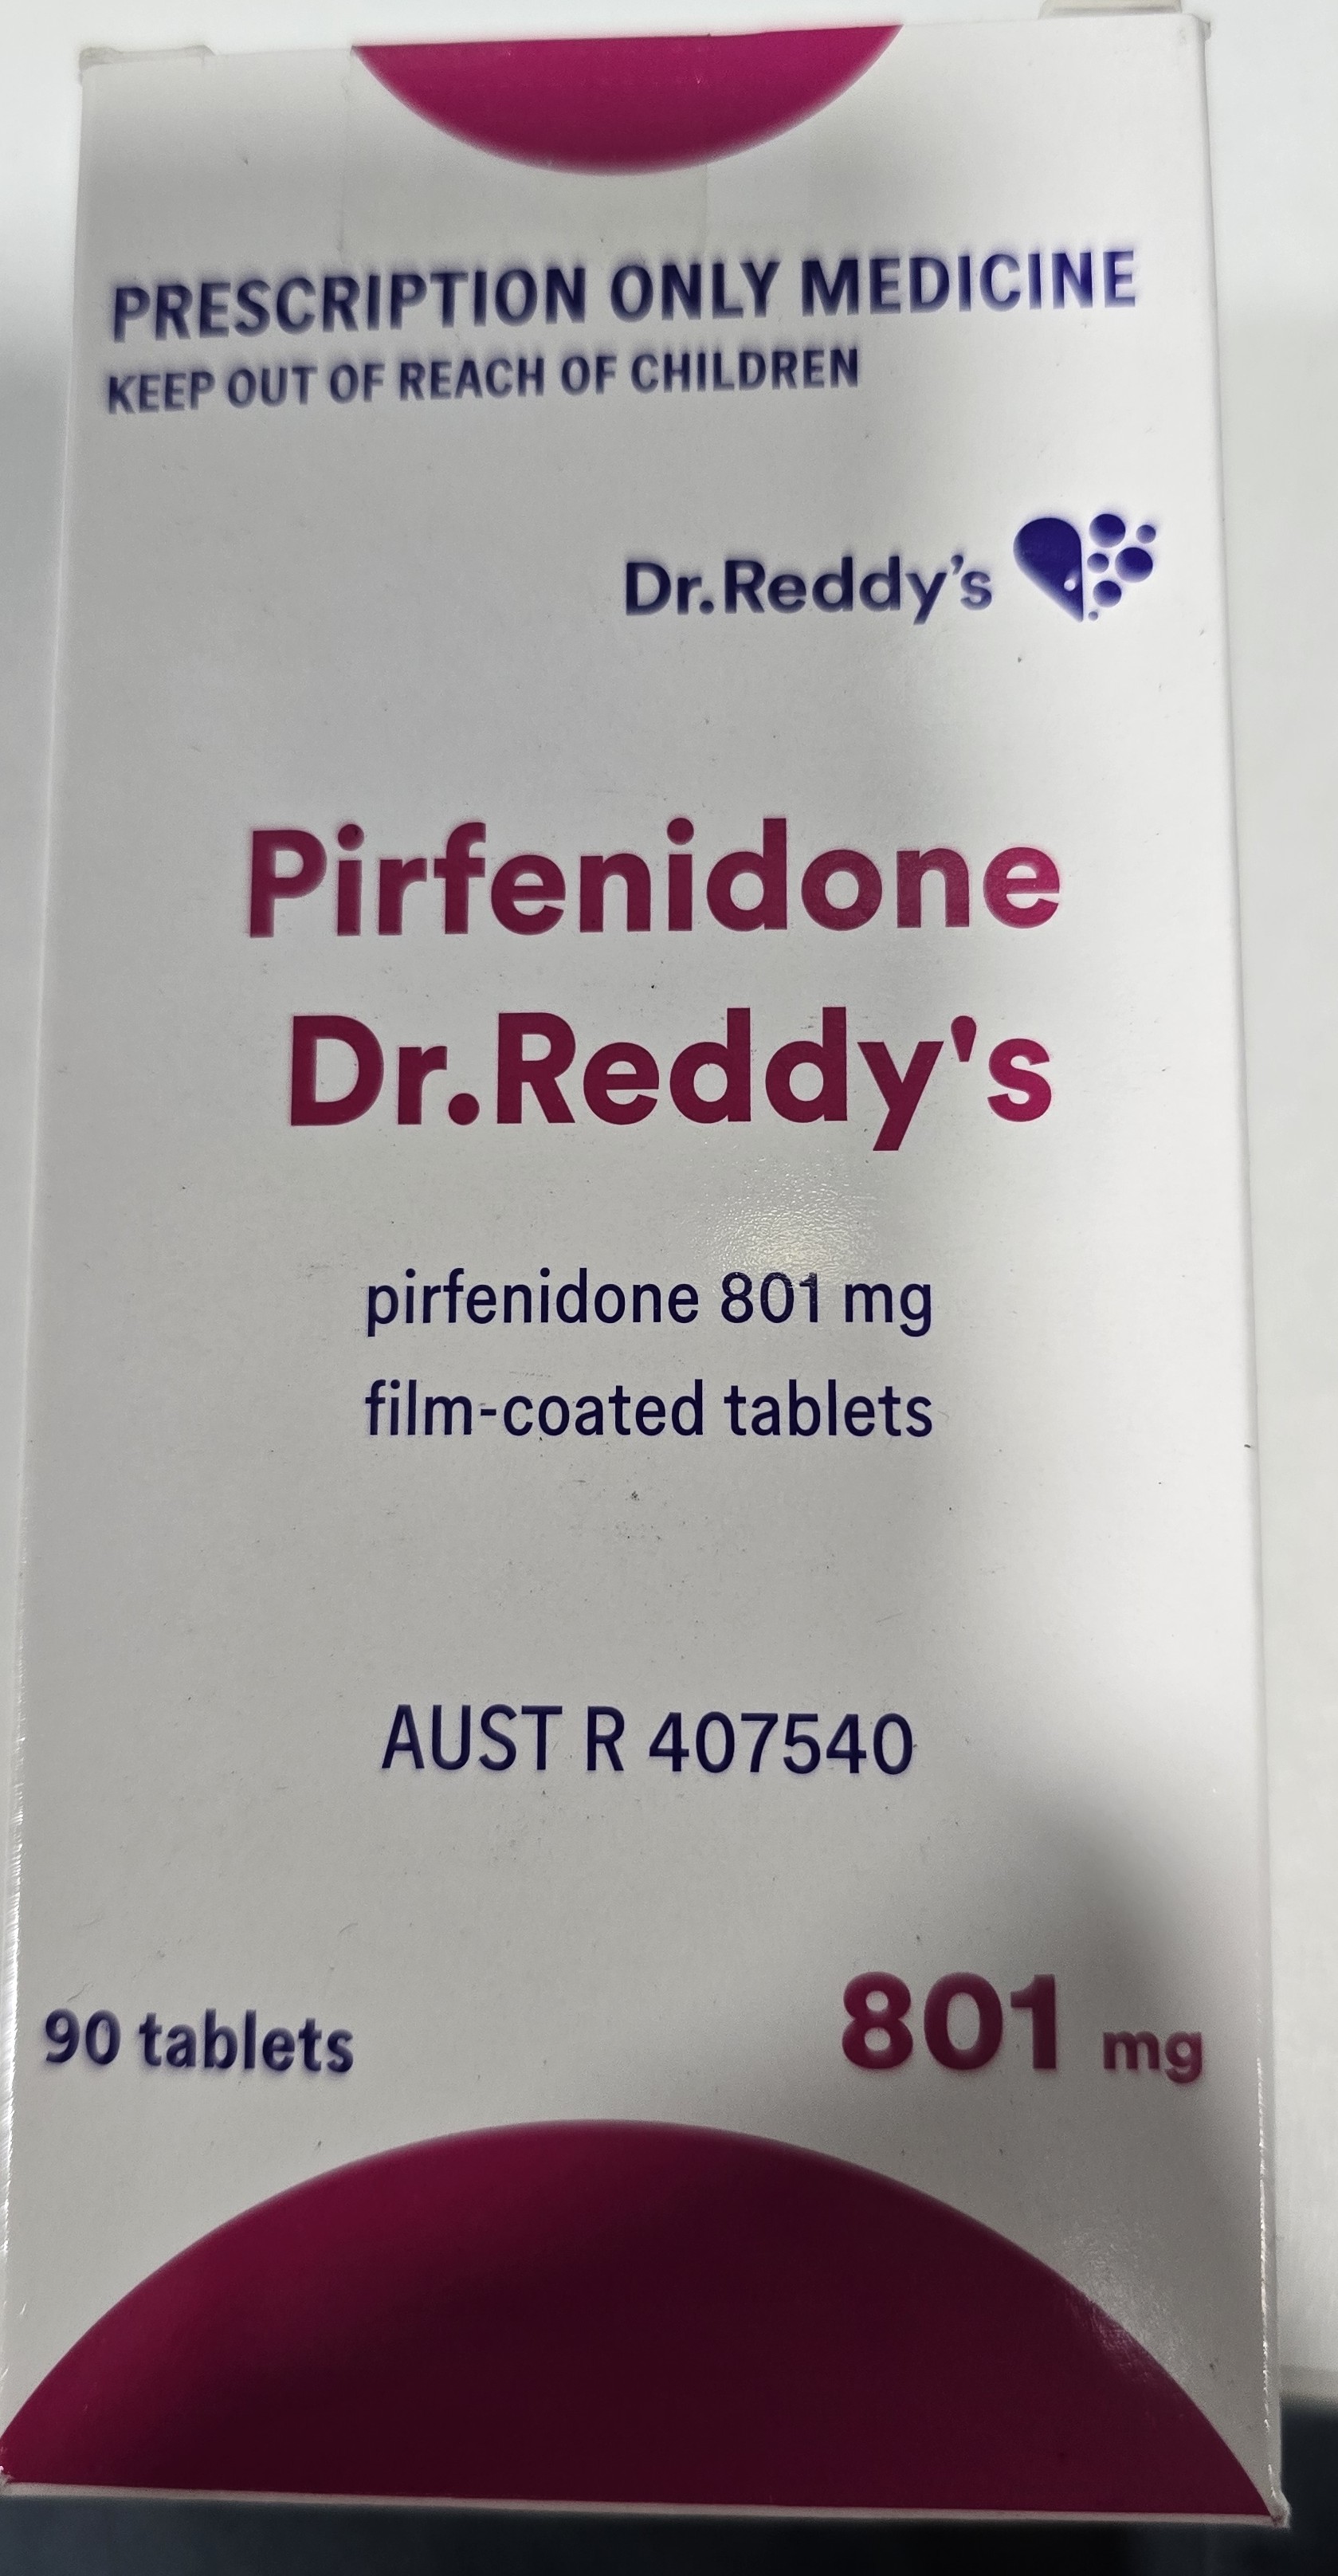 PRESCRIPTION ONLY MEDICINE
KEEP OUT OF REACH OF CHILDREN
Dr.Reddy’s
Pirfenidone
Dr.Reddy's
pirfenidone 801 mg
film-coated tablets
AUST R 407540
90 tablets
801 mg